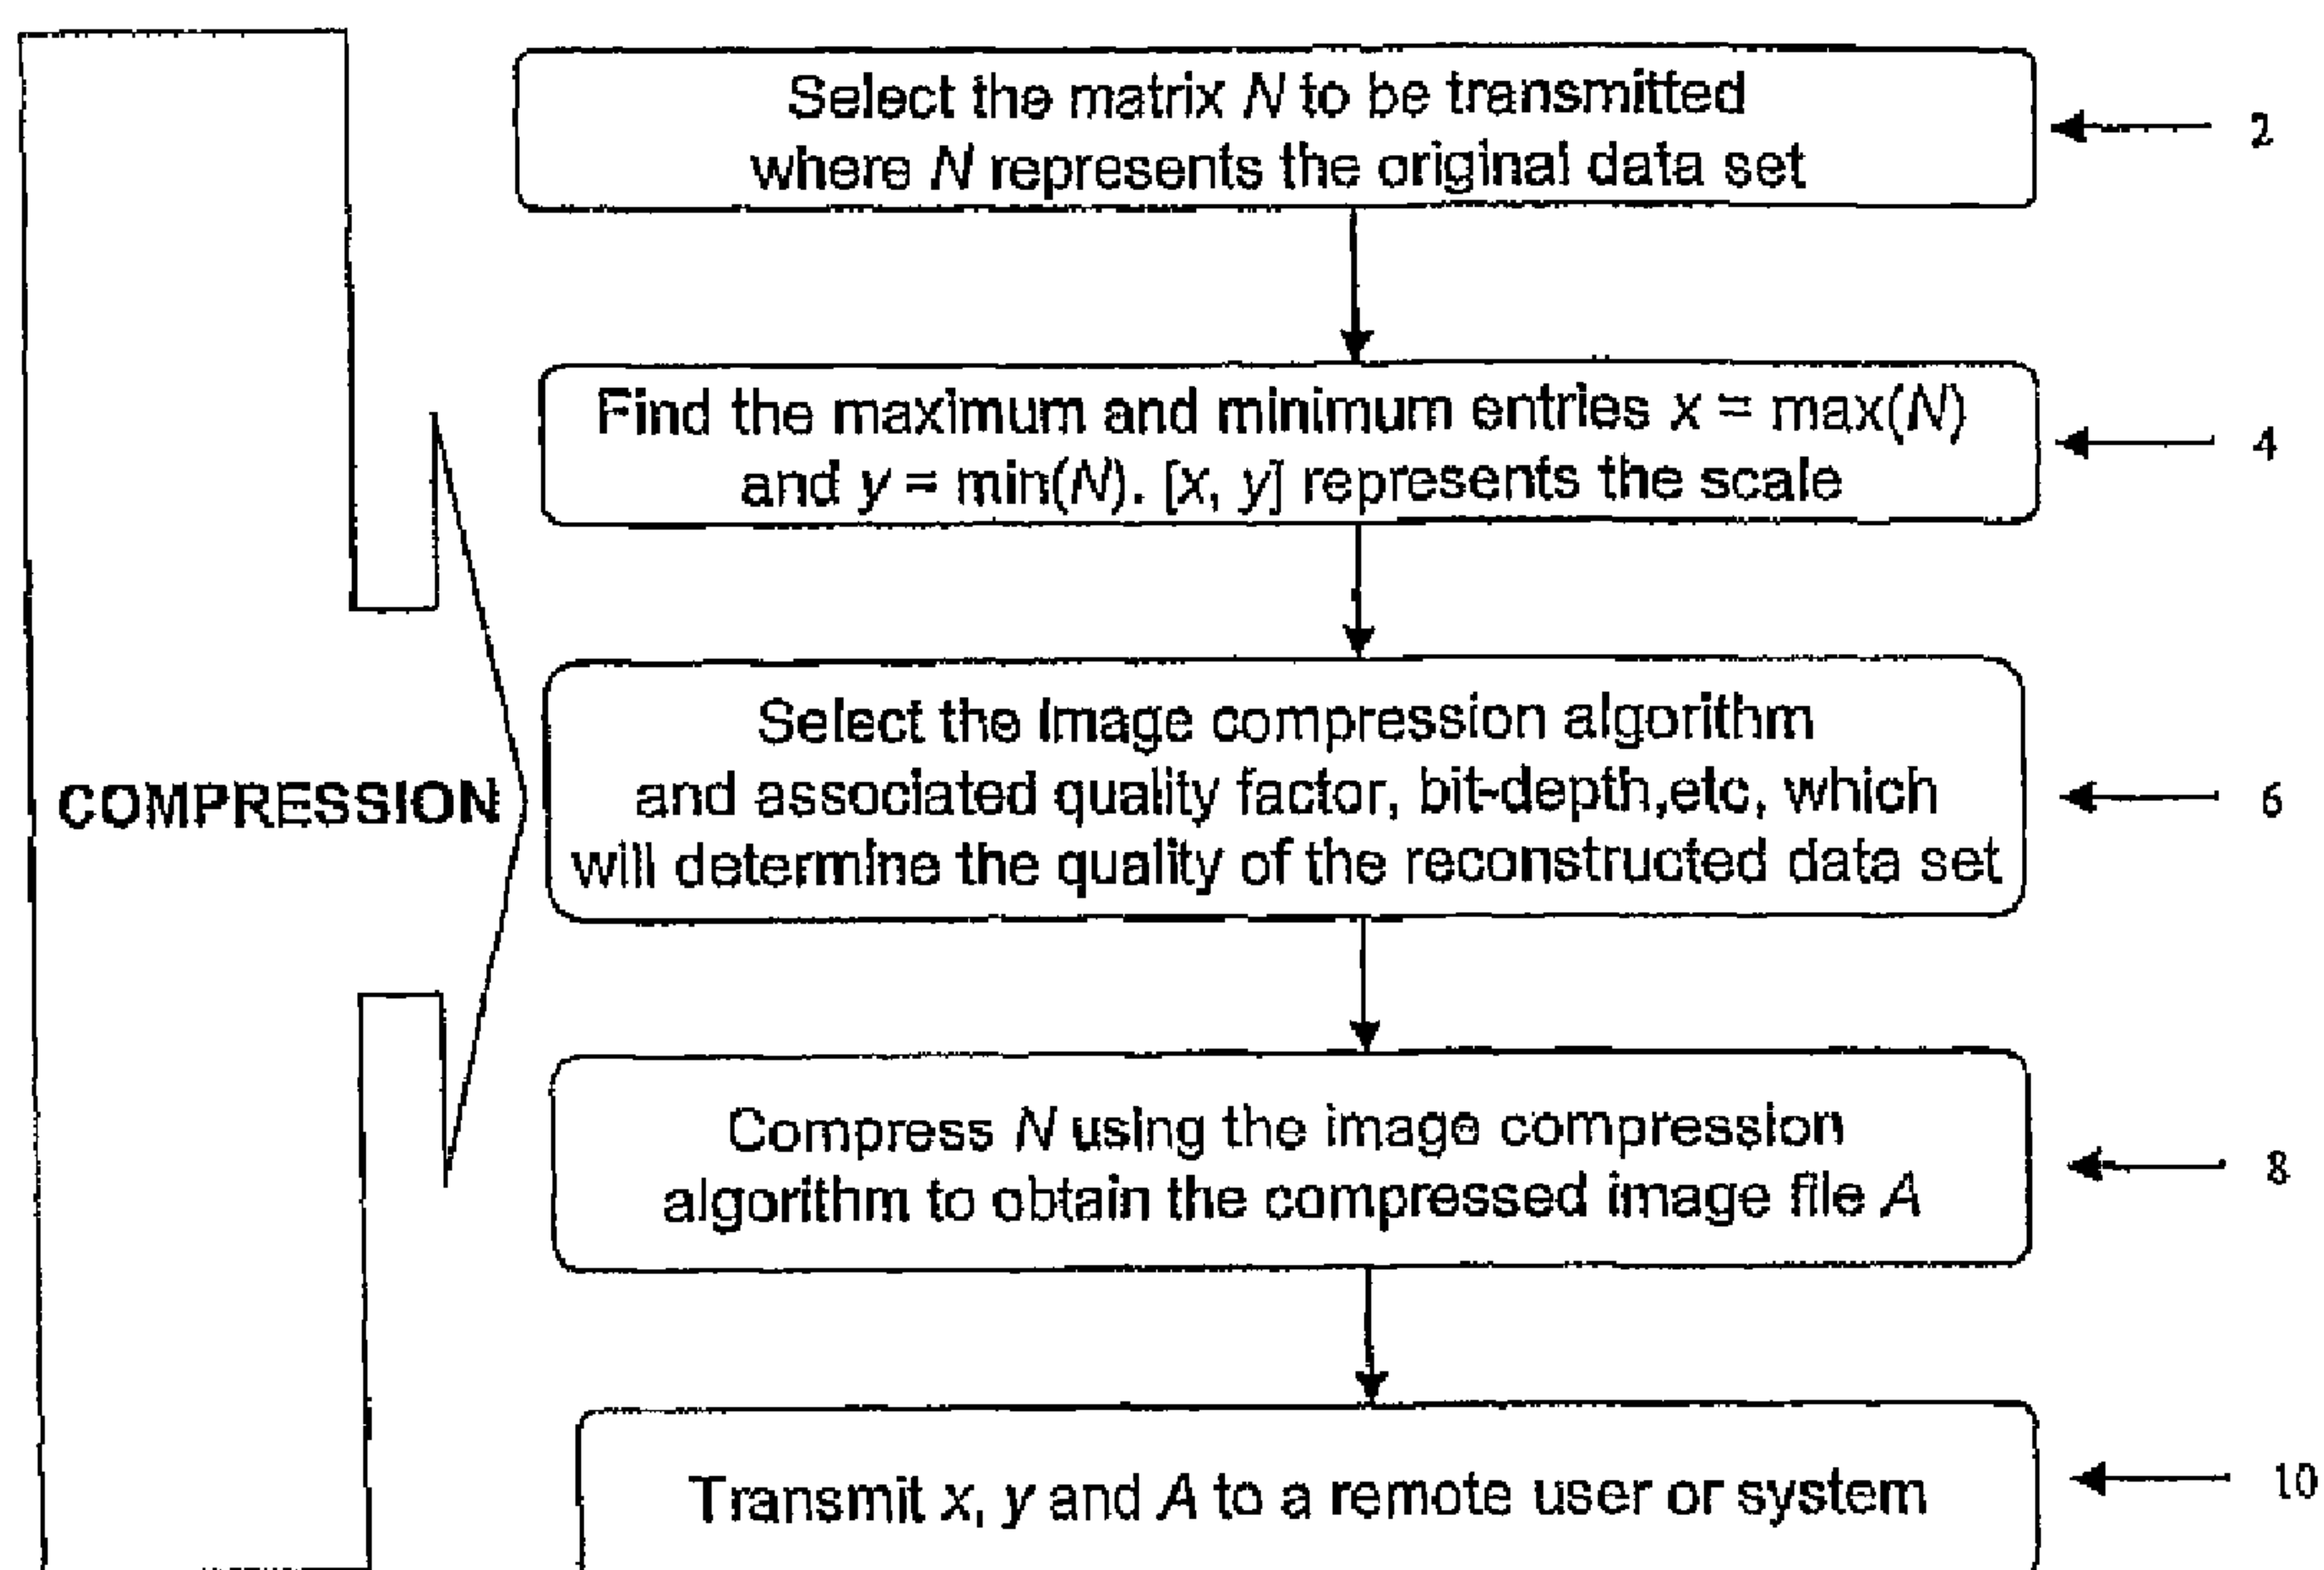 Select the matrix N to be transmitted
where N represents the original data set
2
Find the maximum and minimum entries x = max(N)
and y = min(N). [x, y] represents the scale
4
Select the image compression algorithm
and associated quality factor, bit-depth,etc, which
will determine the quality of the reconstructed data set
6
COMPRESSION
Compress N using the image compression
algorithm to obtain the compressed image file A
8
Transmit x, y and A to a remote user or system
10